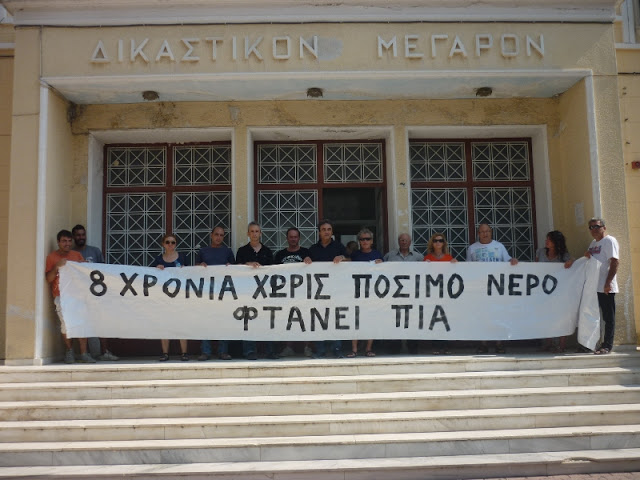 ΔΙΚΑΣΤΙΚΟΝ ΜΕΓΑΡΟΝ
8 ΧΡΟΝΙΑ ΧΩΡΙΣ ΠΟΣΙΜΟ ΝΕΡΟ
ΦΤΑΝΕΙ ΠΙΑ